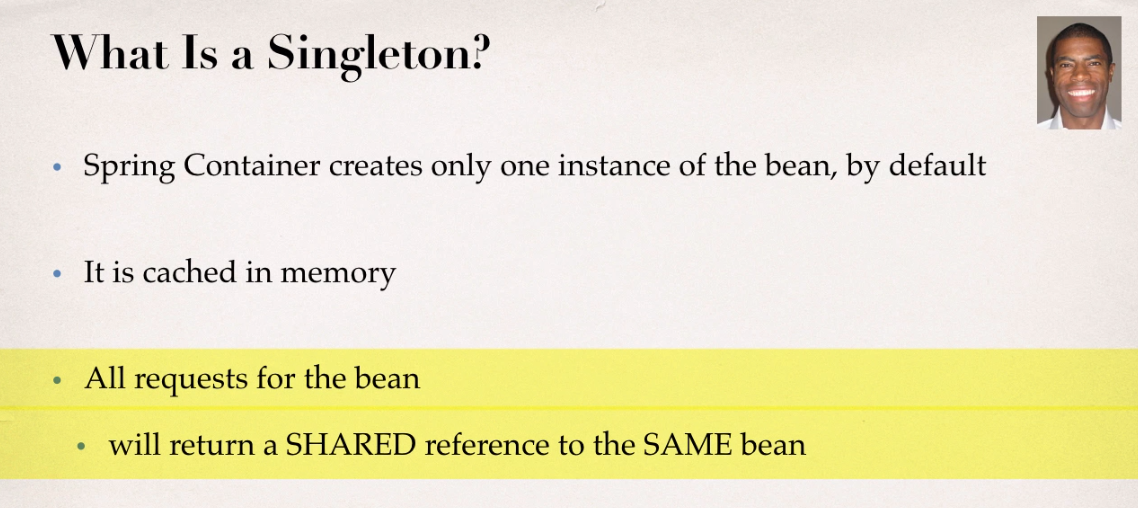 What Is a Singleton?
• Spring Container creates only one instance of the bean, by default
• It is cached in memory
• All requests for the bean
• will return a SHARED reference to the SAME bean